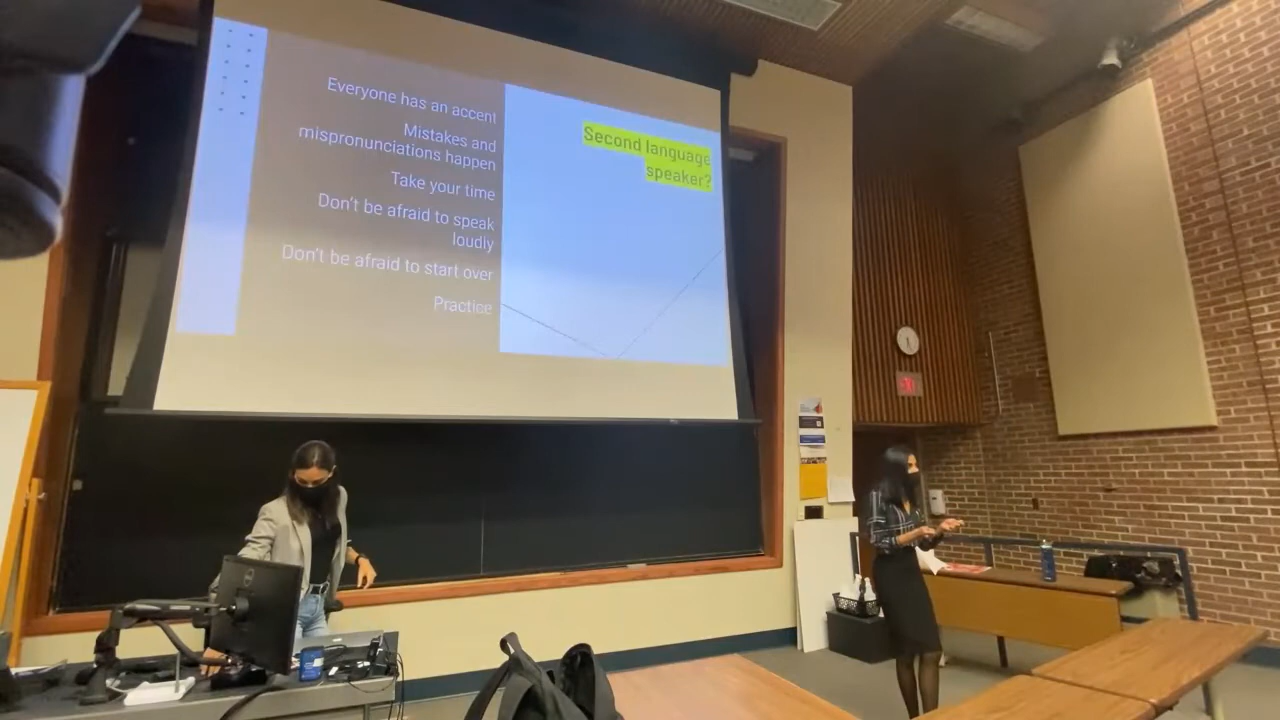 Everyone has an accent
Mistakes and
mispronunciations happen
Take your time
Don't be afraid to speak
loudly
Don't be afraid to start over
Practice
Second language
speaker?